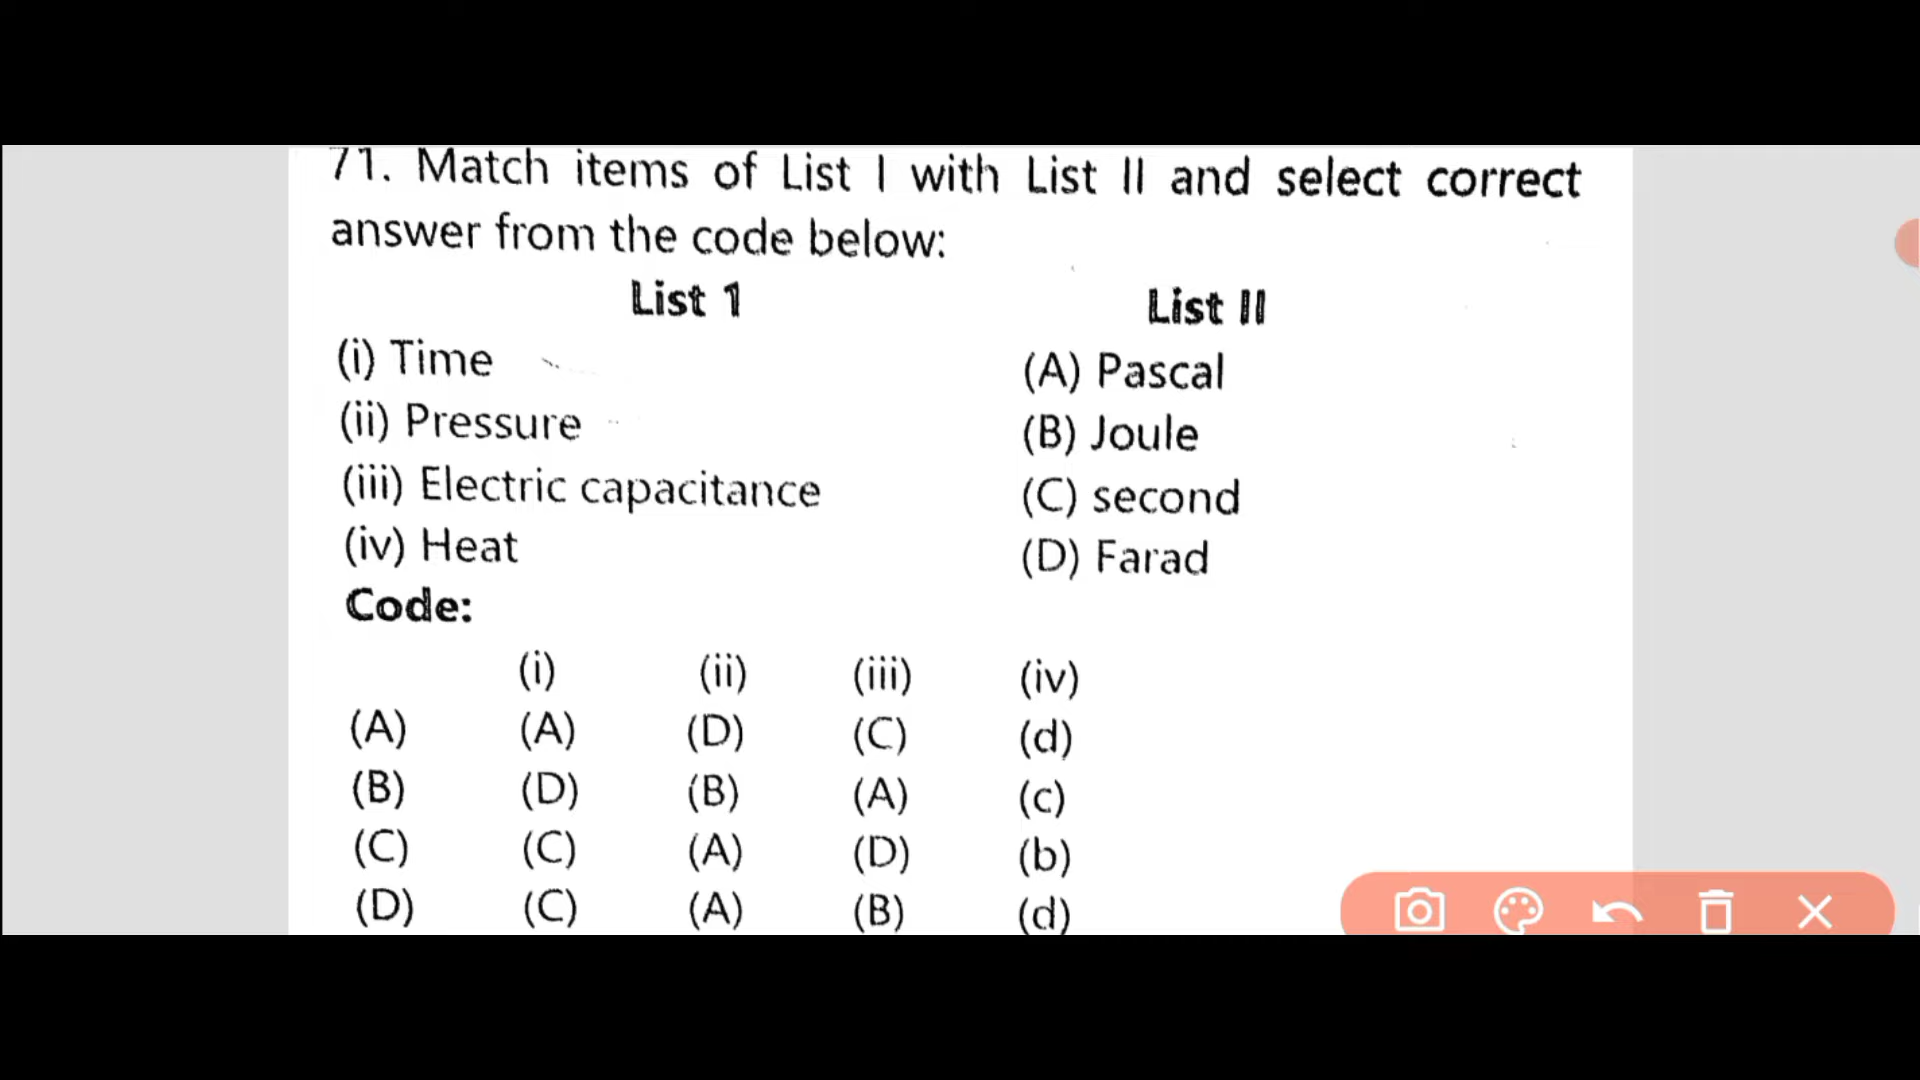 71. Match items of List I with List II and select correct
answer from the code below:
List 1 List II
(i) Time (A) Pascal
(ii) Pressure (B) Joule
(iii) Electric capacitance (C) second
(iv) Heat (D) Farad
Code:
(i) (ii) (iii) (iv)
(A) (A) (D) (C) (d)
(B) (D) (B) (A) (c)
(C) (C) (A) (D) (b)
(D) (C) (A) (B) (d)